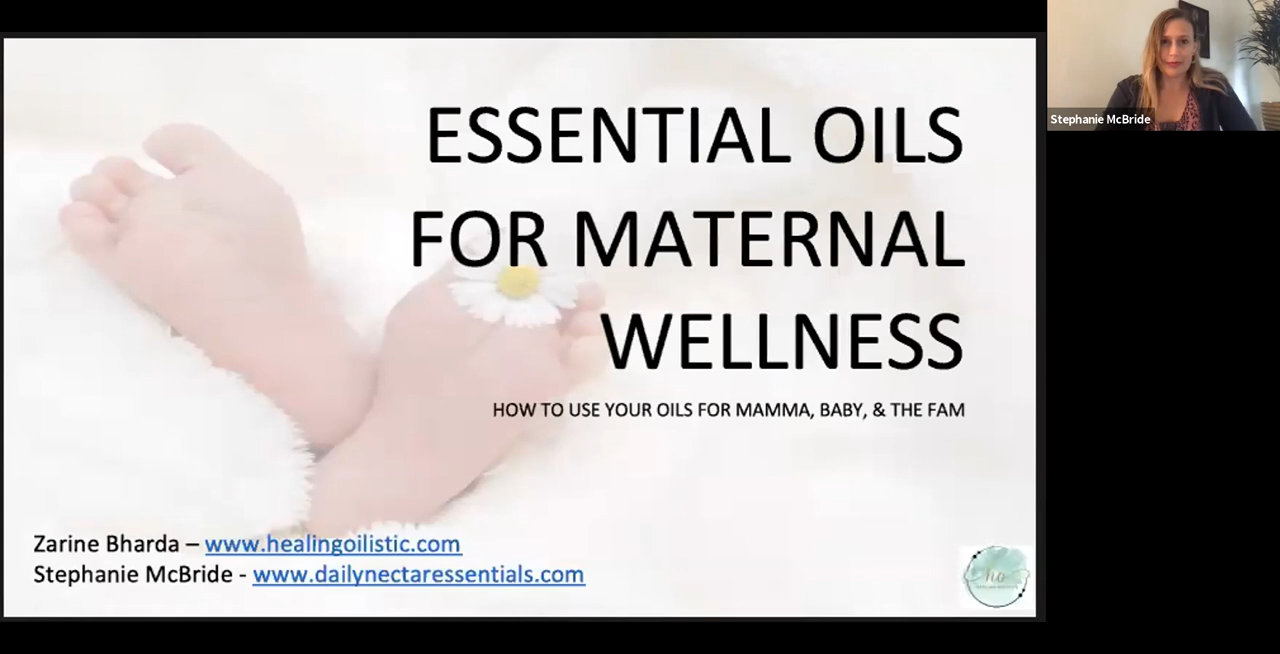 ESSENTIAL OILS
FOR MATERNAL
WELLNESS
HOW TO USE YOUR OILS FOR MAMMA, BABY, & THE FAM
Zarine Bharda – www.healingoilistic.com
Stephanie McBride - www.dailynectaressentials.com
ho
Stephanie McBride